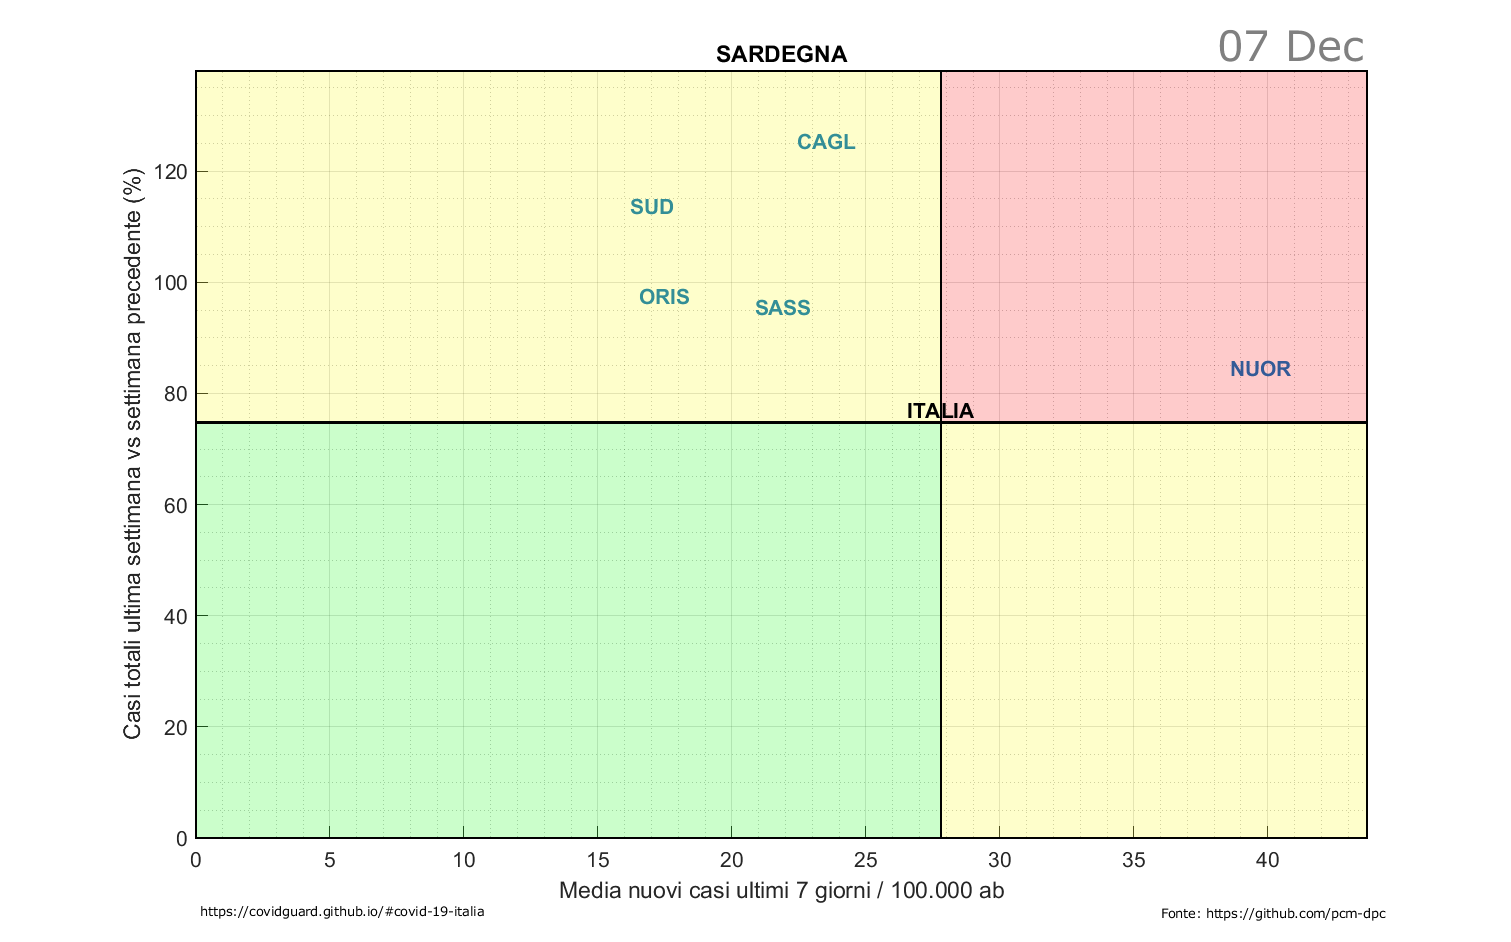 07 Dec
SARDEGNA
Casi totali ultima settimana vs settimana precedente (%)
120
100
80
60
40
20
0
CAGL
SUD
ORIS
SASS
NUOR
ITALIA
0 5 10 15 20 25 30 35 40
Media nuovi casi ultimi 7 giorni / 100.000 ab
https://covidguard.github.io/#covid-19-italia
Fonte: https://github.com/pcm-dpc